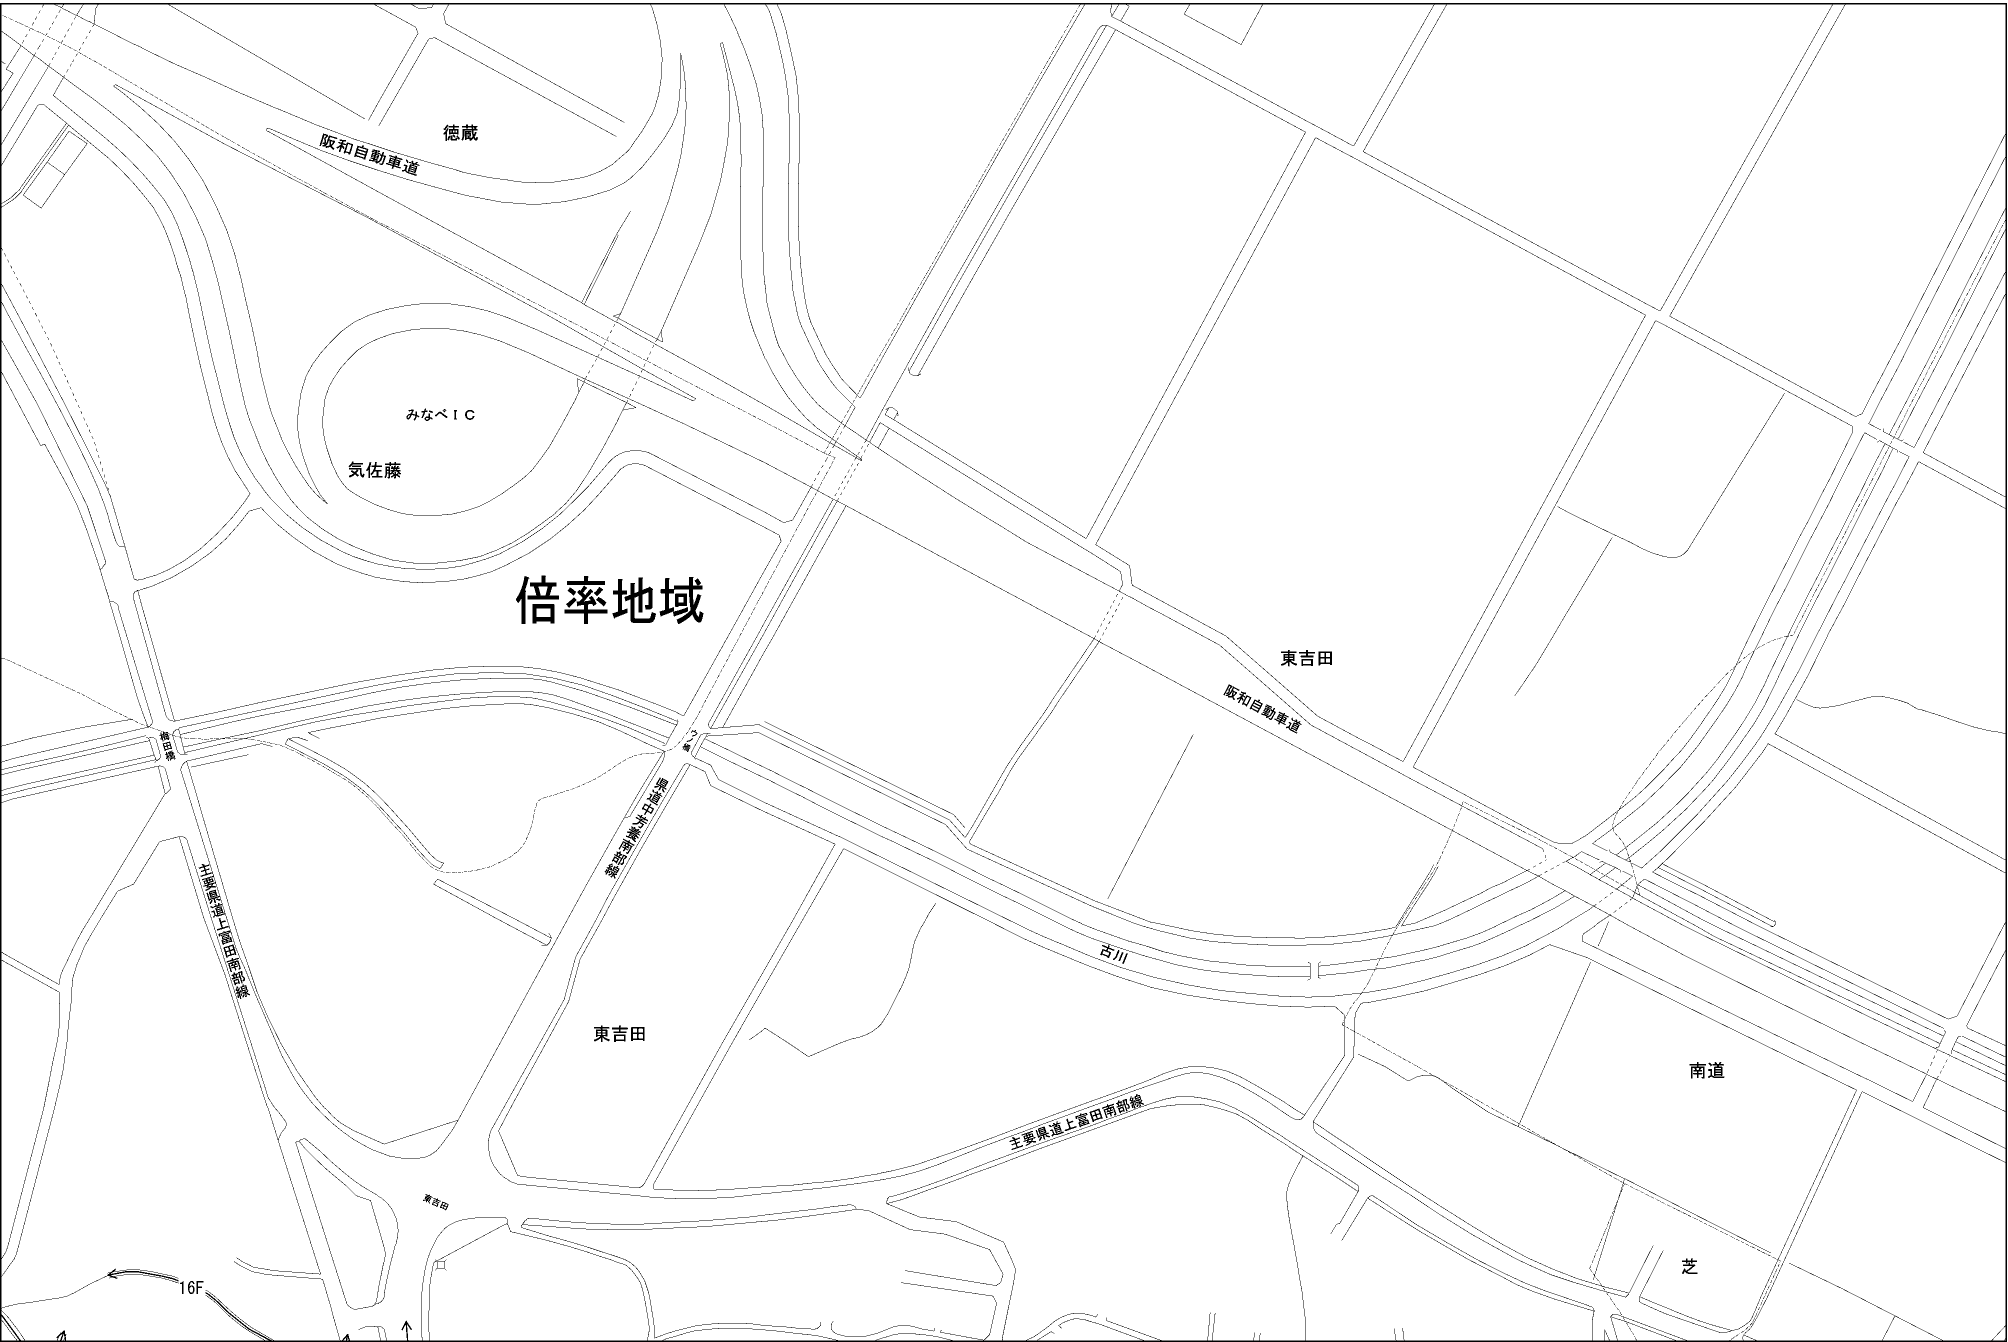 徳蔵
阪和自動車道
みなべＩＣ
気佐藤
倍率地域
東吉田
阪和自動車道
ウノ橋
県道中芳養南部線
主要県道上富田南部線
古川
東吉田
南道
主要県道上富田南部線
東吉田
芝
16F